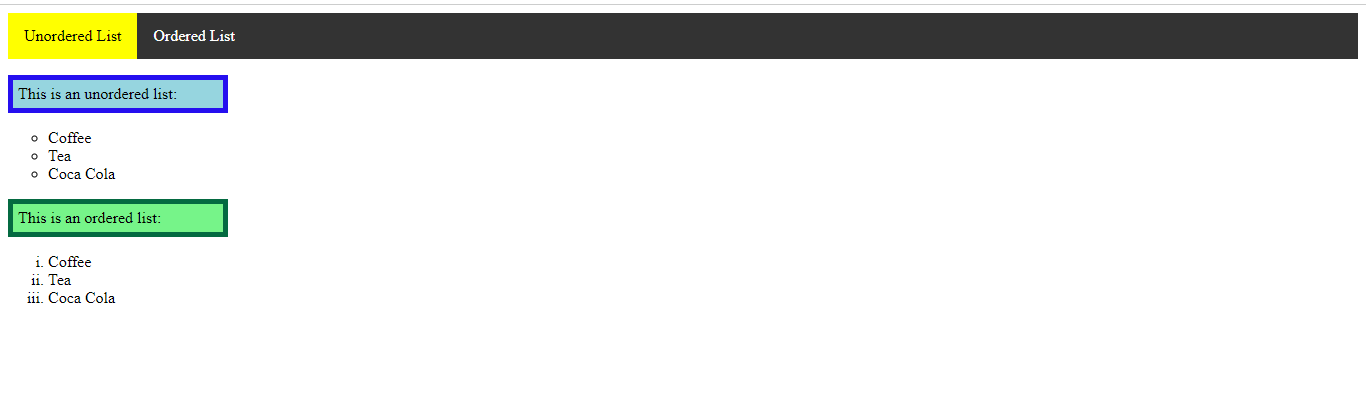 Unordered List Ordered List
This is an unordered list:
Coffee
Tea
Coca Cola
This is an ordered list:
i. Coffee
ii. Tea
iii. Coca Cola